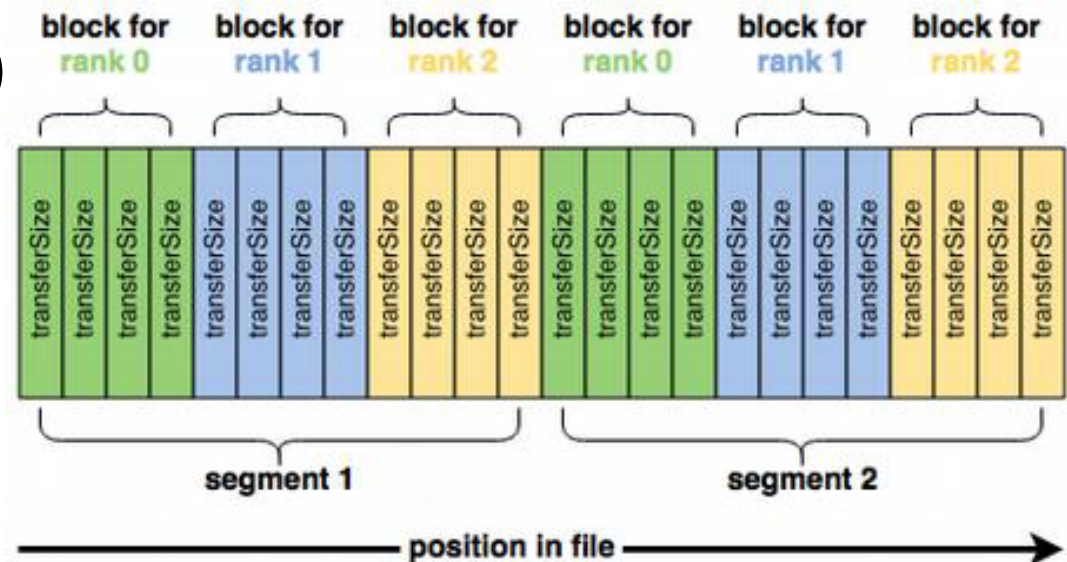 )
block for block for block for block for block for block for
rank 0 rank 1 rank 2 rank 0 rank 1 rank 2
transferSize transferSize transferSize transferSize transferSize transferSize transferSize transferSize transferSize transferSize transferSize transferSize transferSize transferSize transferSize transferSize transferSize transferSize transferSize transferSize transferSize transferSize transferSize transferSize
segment 1 segment 2
position in file